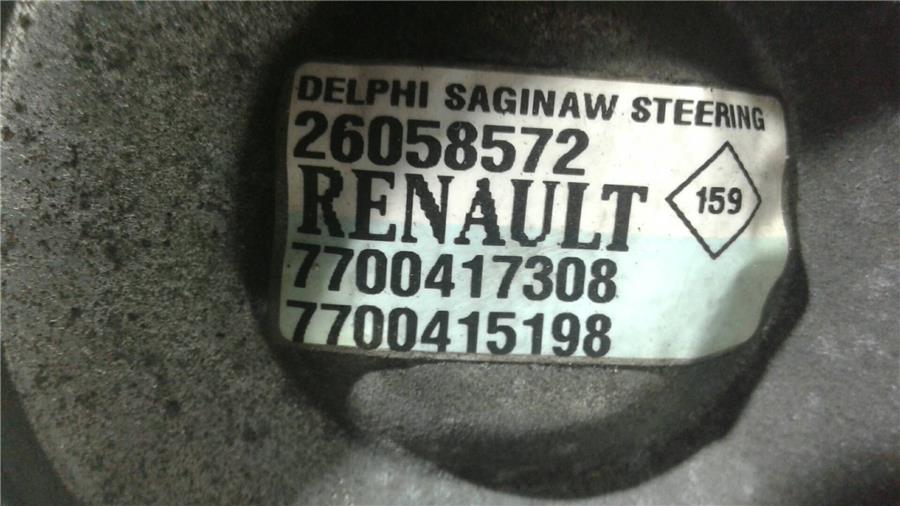 DELPHI SAGINAW STEERING
26058572
RENAULT
159
7700417308
7700415198